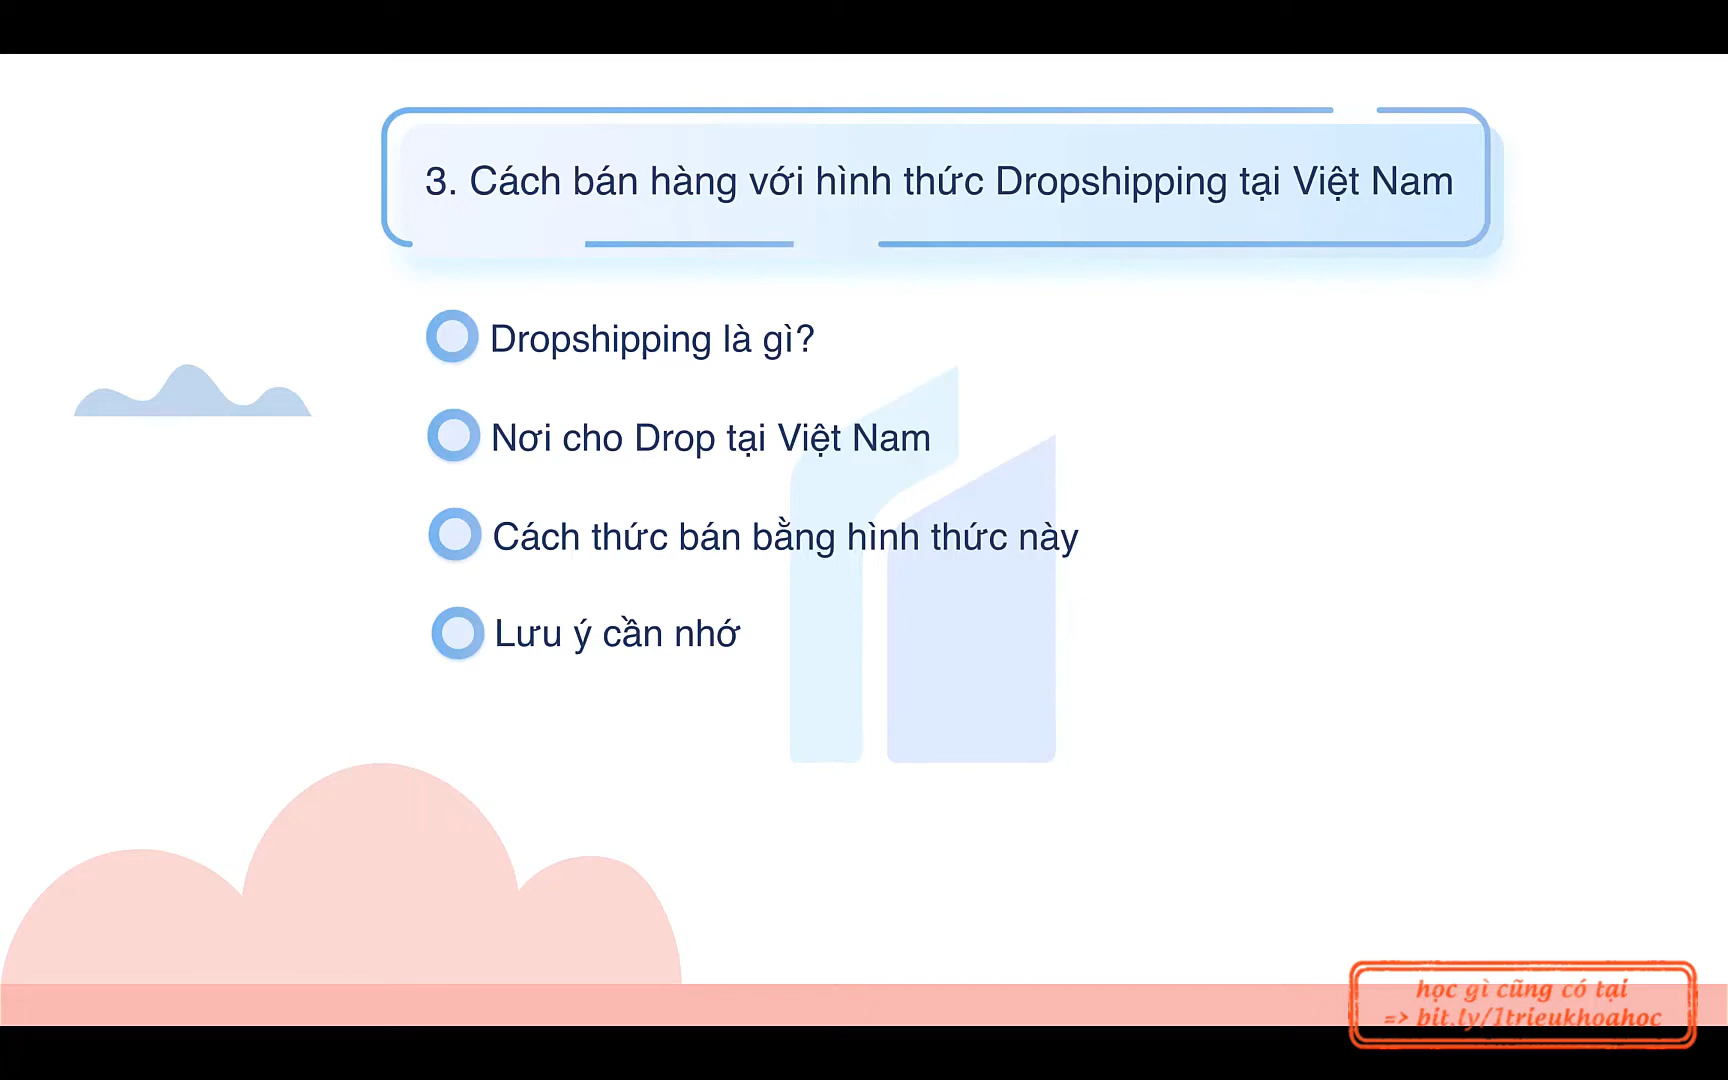 3. Cách bán hàng với hình thức Dropshipping tại Việt Nam
Dropshipping là gì?
Nơi cho Drop tại Việt Nam
Cách thức bán bằng hình thức này
Lưu ý cần nhớ
học gì cũng có tại
=> bit.ly/1trieukhoahoc